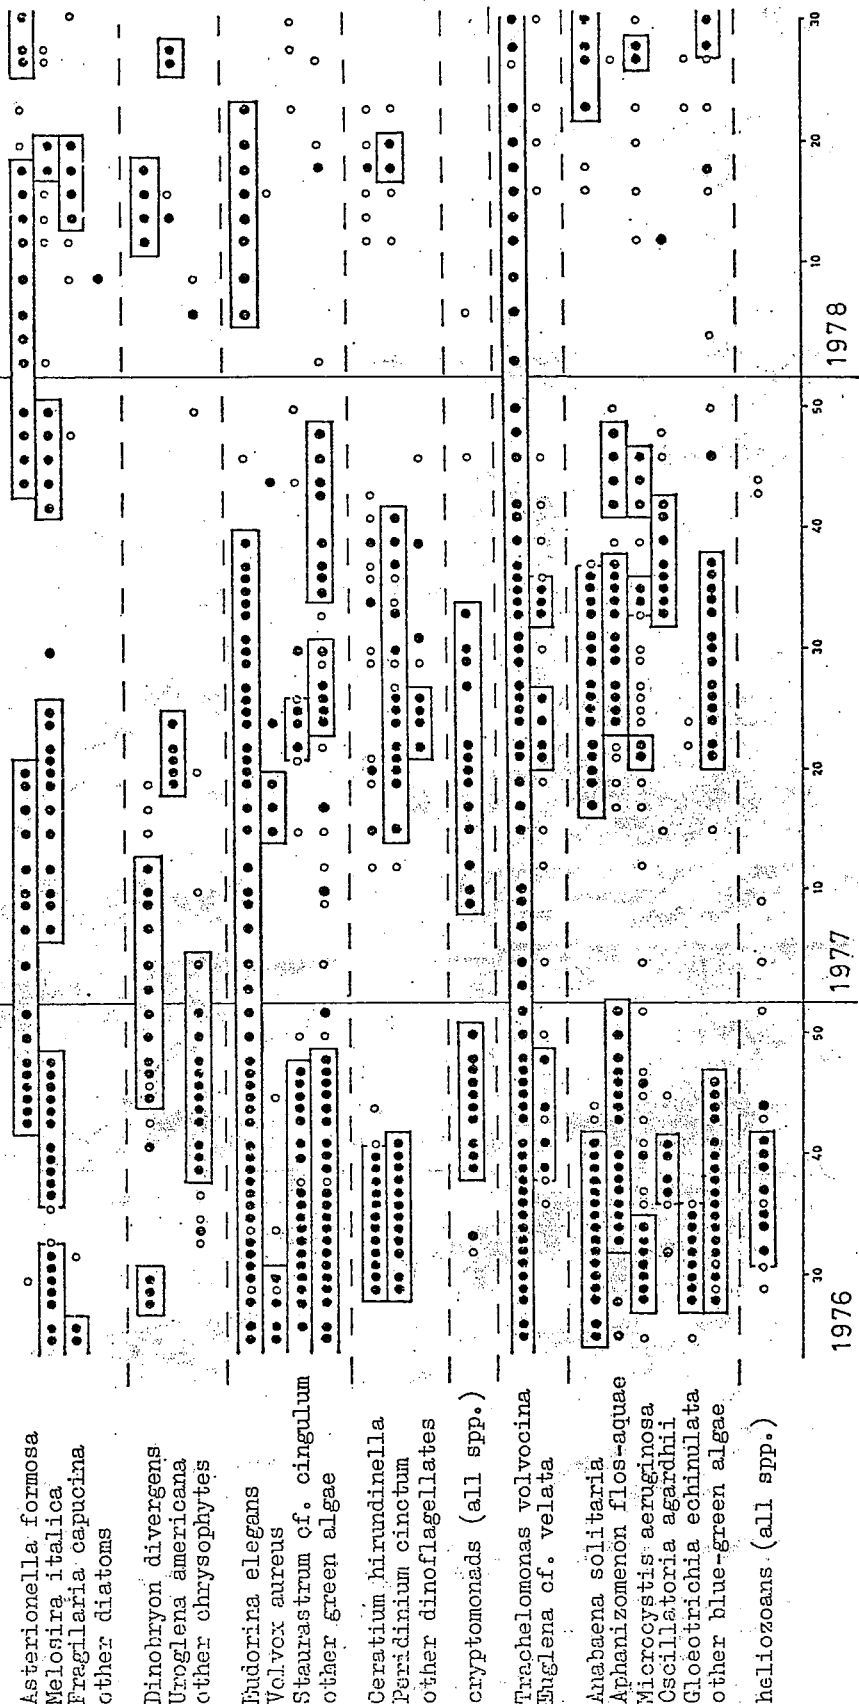 Asterionella formosa
Melosira italica
Fragilaria capucina
other diatoms
Dinobryon divergens
Uroglena americana
other chrysophytes
Eudorina elegans
Volvox aureus
Staurastrum cf. cingulum
other green algae
Ceratium hirundinella
Peridinium cinctum
other dinoflagellates
cryptomonads (all spp.)
Trachelomonas volvocina
Euglena cf. velata
Anabaena solitaria
Aphanizomenon flos-aquae
Microcystis aeruginosa
Oscillatoria agardhii
Gloeotrichia echinulata
other blue-green algae
heliozoans (all spp.)
30 40 50 10 20 30 40 50 10 20 30
1976 1977 1978